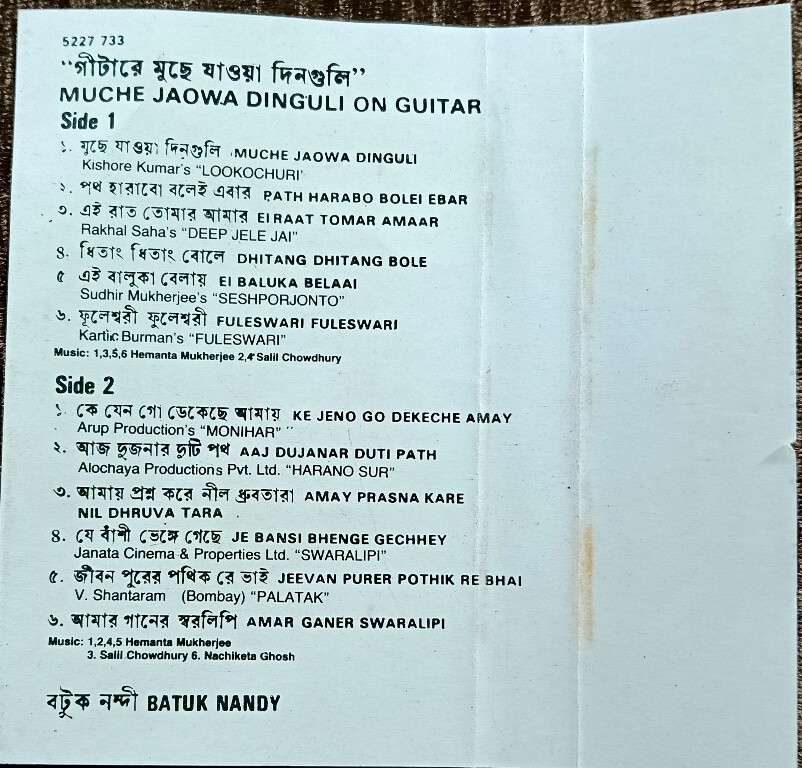 5227 733
"গীটারে মুছে যাওয়া দিনগুলি"
MUCHE JAOWA DINGULI ON GUITAR
Side 1
১. মুছে যাওয়া দিনগুলি MUCHE JAOWA DINGULI
Kishore Kumar's "LOOKOCHURI"
২. পথ হারাবো বলেই এবার PATH HARABO BOLEI EBAR
৩. এই রাত তোমার আমার EI RAAT TOMAR AMAAR
Rakhal Saha's "DEEP JELE JAI"
৪. ধিতাং ধিতাং বোলে DHITANG DHITANG BOLE
৫ এই বালুকা বেলায় EI BALUKA BELAAI
Sudhir Mukherjee's "SESHPORJONTO"
৬. ফুলেশ্বরী ফুলেশ্বরী FULESWARI FULESWARI
Kartic Burman's "FULESWARI"
Music: 1,3,5,6 Hemanta Mukherjee 2,4 Salil Chowdhury
Side 2
১. কে যেন গো ডেকেছে আমায় KE JENO GO DEKECHE AMAY
Arup Production's "MONIHAR"
২. আজ দুজনার দুটি পথ AAJ DUJANAR DUTI PATH
Alochaya Productions Pvt. Ltd. "HARANO SUR"
৩. আমায় প্রশ্ন করে নীল ধ্রুবতারা AMAY PRASNA KARE
NIL DHRUVA TARA
৪. যে বাঁশী ভেঙ্গে গেছে JE BANSI BHENGE GECHHEY
Janata Cinema & Properties Ltd. "SWARALIPI"
৫. জীবন পুরের পথিক রে ভাই JEEVAN PURER POTHIK RE BHAI
V. Shantaram (Bombay) "PALATAK"
৬. আমার গানের স্বরলিপি AMAR GANER SWARALIPI
Music: 1,2,4,5 Hemanta Mukherjee
3. Salil Chowdhury 6. Nachiketa Ghosh
বটুক নন্দী BATUK NANDY